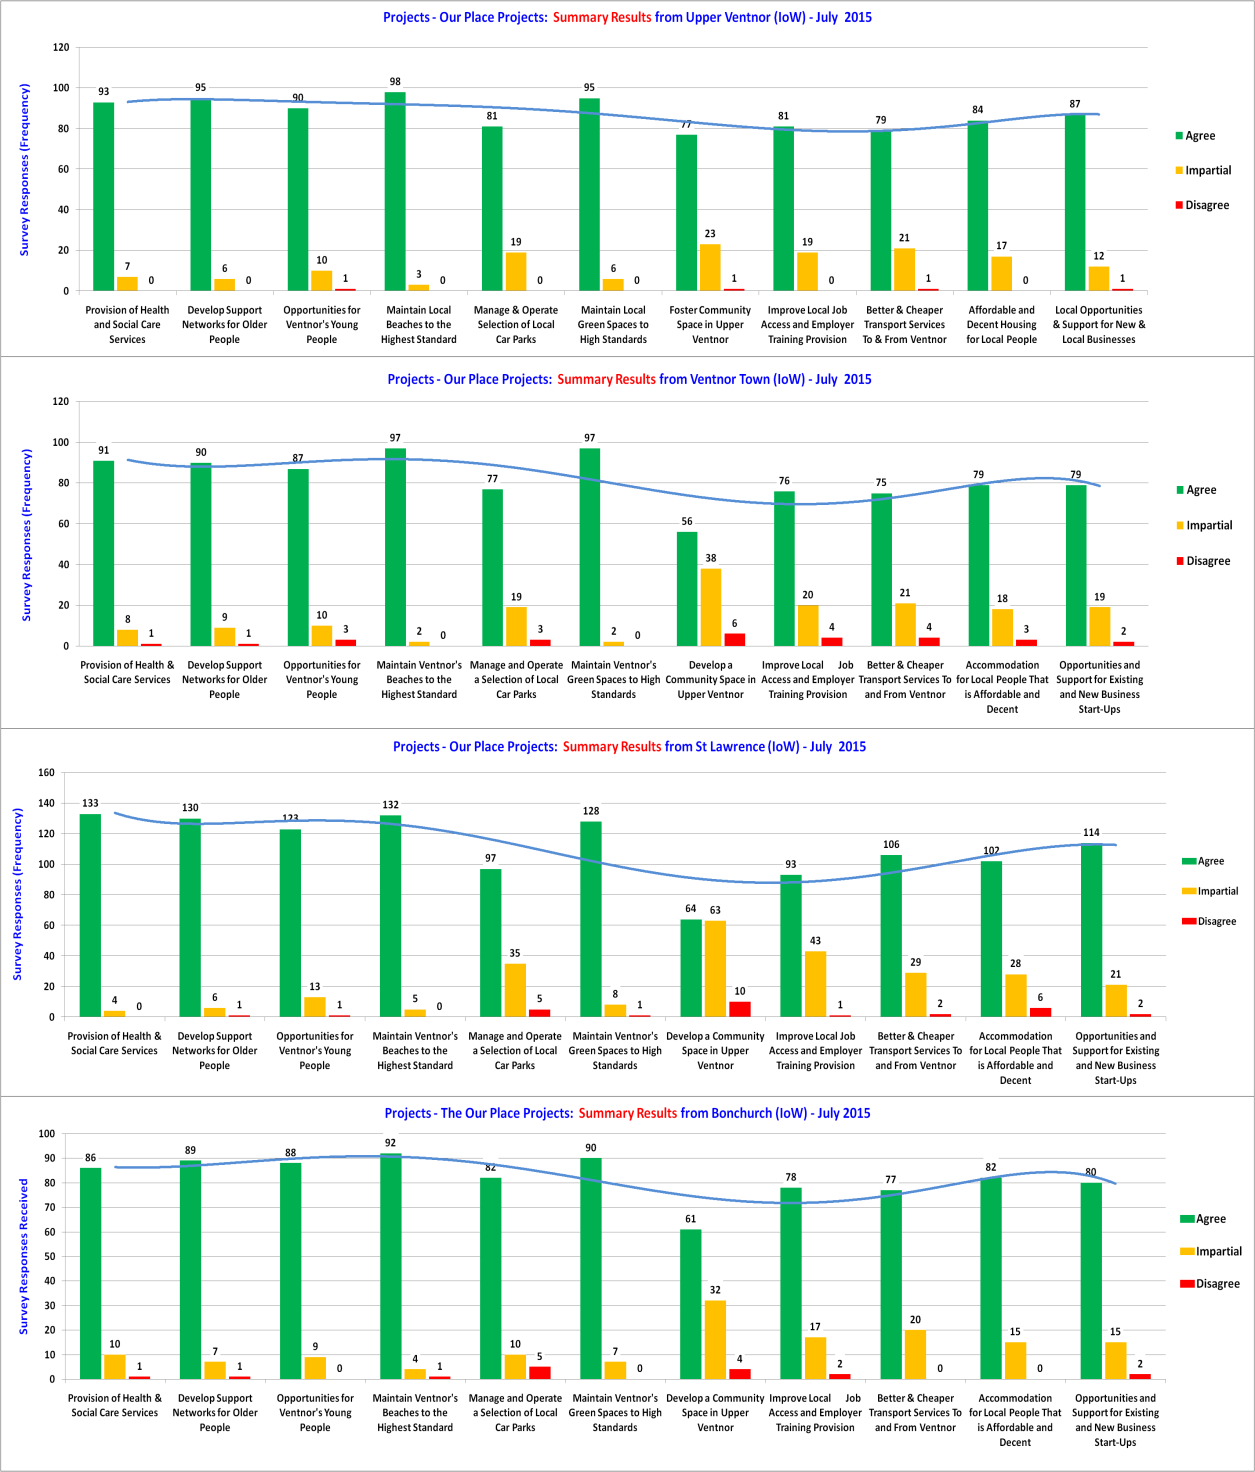 Projects - Our Place Projects: Summary Results from Upper Ventnor (IoW) - July 2015
Survey Responses (Frequency)
120
100
80
60
40
20
0
93 7 0
95 6 0
90 10 1
98 3 0
81 19 0
95 6 0
77 23 1
81 19 0
79 21 1
84 17 0
87 12 1
Provision of Health
and Social Care
Services
Develop Support
Networks for Older
People
Opportunities for
Ventnor's Young
People
Maintain Local
Beaches to the
Highest Standard
Manage & Operate
Selection of Local
Car Parks
Maintain Local
Green Spaces to
High Standards
Foster Community
Space in Upper
Ventnor
Improve Local Job
Access and Employer
Training Provision
Better & Cheaper
Transport Services
To & From Ventnor
Affordable and
Decent Housing
for Local People
Local Opportunities
& Support for New &
Local Businesses
Agree
Impartial
Disagree
Projects - Our Place Projects: Summary Results from Ventnor Town (IoW) - July 2015
Survey Responses (Frequency)
120
100
80
60
40
20
0
91 8 1
90 9 1
87 10 3
97 2 0
77 19 3
97 2 0
56 38 6
76 20 4
75 21 4
79 18 3
79 19 2
Provision of Health &
Social Care Services
Develop Support
Networks for Older
People
Opportunities for
Ventnor's Young
People
Maintain Ventnor's
Beaches to the
Highest Standard
Manage and Operate
a Selection of Local
Car Parks
Maintain Ventnor's
Green Spaces to High
Standards
Develop a
Community Space in
Upper Ventnor
Improve Local Job
Access and Employer
Training Provision
Better & Cheaper
Transport Services To
and From Ventnor
Accommodation
for Local People That
is Affordable and
Decent
Opportunities and
Support for Existing
and New Business
Start-Ups
Agree
Impartial
Disagree
Projects - Our Place Projects: Summary Results from St Lawrence (IoW) - July 2015
Survey Responses (Frequency)
160
140
120
100
80
60
40
20
0
133 4 0
130 6 1
123 13 1
132 5 0
97 35 5
128 8 1
64 63 10
93 43 1
106 29 2
102 28 6
114 21 2
Provision of Health &
Social Care Services
Develop Support
Networks for Older
People
Opportunities for
Ventnor's Young
People
Maintain Ventnor's
Beaches to the
Highest Standard
Manage and Operate
a Selection of Local
Car Parks
Maintain Ventnor's
Green Spaces to High
Standards
Develop a Community
Space in Upper
Ventnor
Improve Local Job
Access and Employer
Training Provision
Better & Cheaper
Transport Services To
and From Ventnor
Accommodation
for Local People That
is Affordable and
Decent
Opportunities and
Support for Existing
and New Business
Start-Ups
Agree
Impartial
Disagree
Projects - The Our Place Projects: Summary Results from Bonchurch (IoW) - July 2015
Survey Responses Received
100
90
80
70
60
50
40
30
20
10
0
86 10 1
89 7 1
88 9 0
92 4 1
82 10 5
90 7 0
61 32 4
78 17 2
77 20 0
82 15 0
80 15 2
Provision of Health &
Social Care Services
Develop Support
Networks for Older
People
Opportunities for
Ventnor's Young
People
Maintain Ventnor's
Beaches to the
Highest Standard
Manage and Operate
a Selection of Local
Car Parks
Maintain Ventnor's
Green Spaces to High
Standards
Develop a Community
Space in Upper
Ventnor
Improve Local Job
Access and Employer
Training Provision
Better & Cheaper
Transport Services To
and From Ventnor
Accommodation
for Local People That
is Affordable and
Decent
Opportunities and
Support for Existing
and New Business
Start-Ups
Agree
Impartial
Disagree